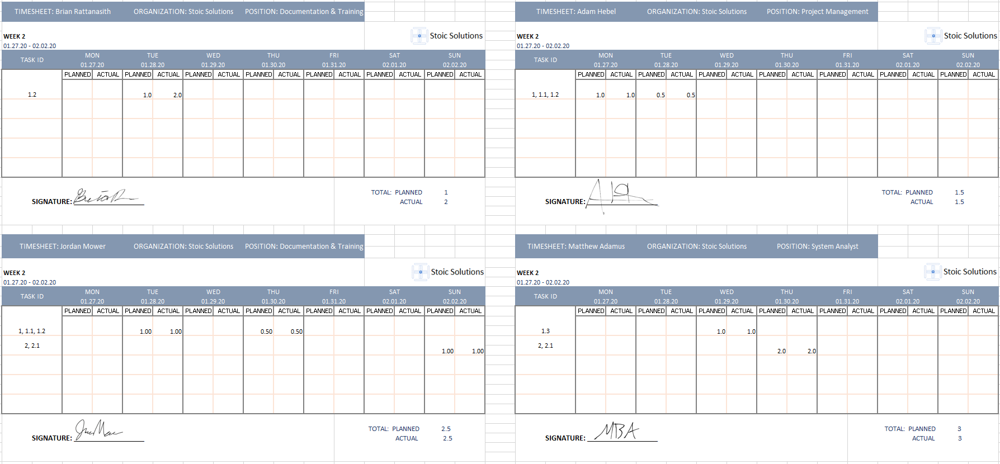 TIMESHEET: Brian Rattanasith ORGANIZATION: Stoic Solutions POSITION: Documentation & Training
WEEK 2 Stoic Solutions
01.27.20 - 02.02.20
TASK ID MON TUE WED THU FRI SAT SUN
01.27.20 01.28.20 01.29.20 01.30.20 01.31.20 02.01.20 02.02.20
PLANNED ACTUAL PLANNED ACTUAL PLANNED ACTUAL PLANNED ACTUAL PLANNED ACTUAL PLANNED ACTUAL PLANNED ACTUAL
1.2 1.0 2.0
TOTAL: PLANNED 1
SIGNATURE: ACTUAL 2
TIMESHEET: Adam Hebel ORGANIZATION: Stoic Solutions POSITION: Project Management
WEEK 2 Stoic Solutions
01.27.20 - 02.02.20
TASK ID MON TUE WED THU FRI SAT SUN
01.27.20 01.28.20 01.29.20 01.30.20 01.31.20 02.01.20 02.02.20
PLANNED ACTUAL PLANNED ACTUAL PLANNED ACTUAL PLANNED ACTUAL PLANNED ACTUAL PLANNED ACTUAL PLANNED ACTUAL
1, 1.1, 1.2 1.0 1.0 0.5 0.5
TOTAL: PLANNED 1.5
SIGNATURE: ACTUAL 1.5
TIMESHEET: Jordan Mower ORGANIZATION: Stoic Solutions POSITION: Documentation & Training
WEEK 2 Stoic Solutions
01.27.20 - 02.02.20
TASK ID MON TUE WED THU FRI SAT SUN
01.27.20 01.28.20 01.29.20 01.30.20 01.31.20 02.01.20 02.02.20
PLANNED ACTUAL PLANNED ACTUAL PLANNED ACTUAL PLANNED ACTUAL PLANNED ACTUAL PLANNED ACTUAL PLANNED ACTUAL
1, 1.1, 1.2 1.00 1.00 0.50 0.50
2, 2.1 1.00 1.00
TOTAL: PLANNED 2.5
SIGNATURE: ACTUAL 2.5
TIMESHEET: Matthew Adamus ORGANIZATION: Stoic Solutions POSITION: System Analyst
WEEK 2 Stoic Solutions
01.27.20 - 02.02.20
TASK ID MON TUE WED THU FRI SAT SUN
01.27.20 01.28.20 01.29.20 01.30.20 01.31.20 02.01.20 02.02.20
PLANNED ACTUAL PLANNED ACTUAL PLANNED ACTUAL PLANNED ACTUAL PLANNED ACTUAL PLANNED ACTUAL PLANNED ACTUAL
1.3 1.0 1.0
2, 2.1 2.0 2.0
TOTAL: PLANNED 3
SIGNATURE: MBA ACTUAL 3